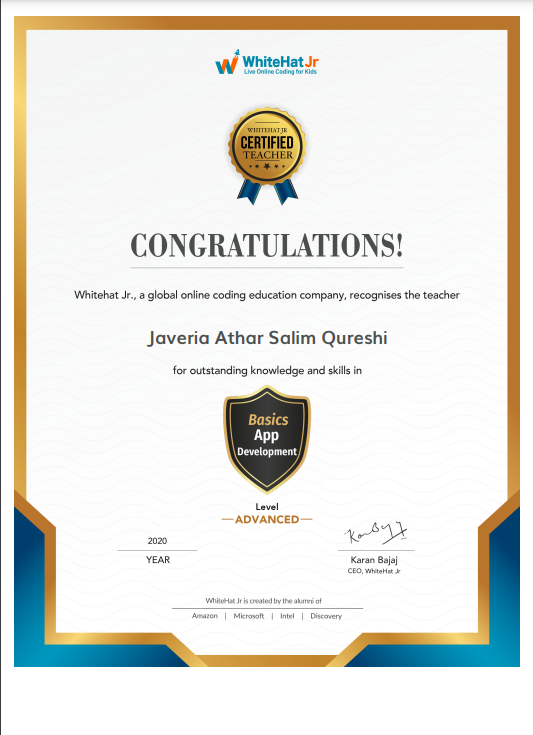 WhiteHat Jr
Live Online Coding for Kids
WHITEHAT JR
CERTIFIED
TEACHER
CONGRATULATIONS!
Whitehat Jr., a global online coding education company, recognises the teacher
Javeria Athar Salim Qureshi
for outstanding knowledge and skills in
Basics
App
Development
Level
ADVANCED
2020
YEAR
Karan Bajaj
CEO, WhiteHat Jr
WhiteHat Jr is created by the alumni of
Amazon | Microsoft | Intel | Discovery